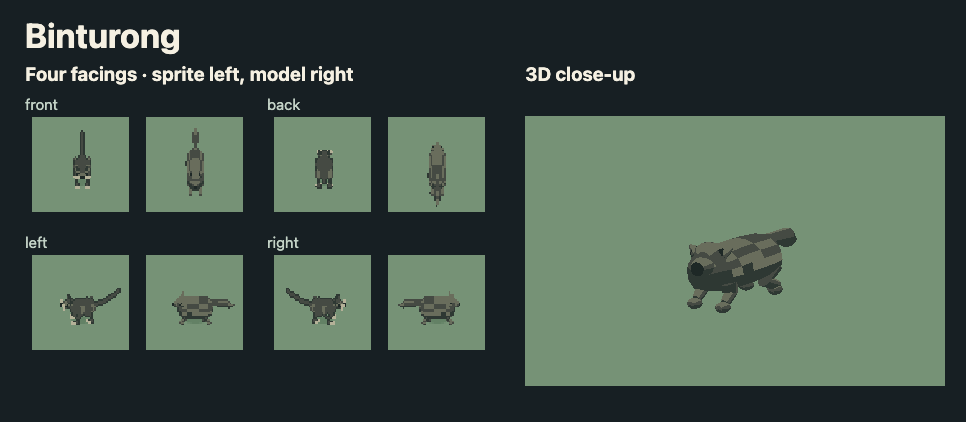 Binturong
Four facings · sprite left, model right
3D close-up
front
back
left
right